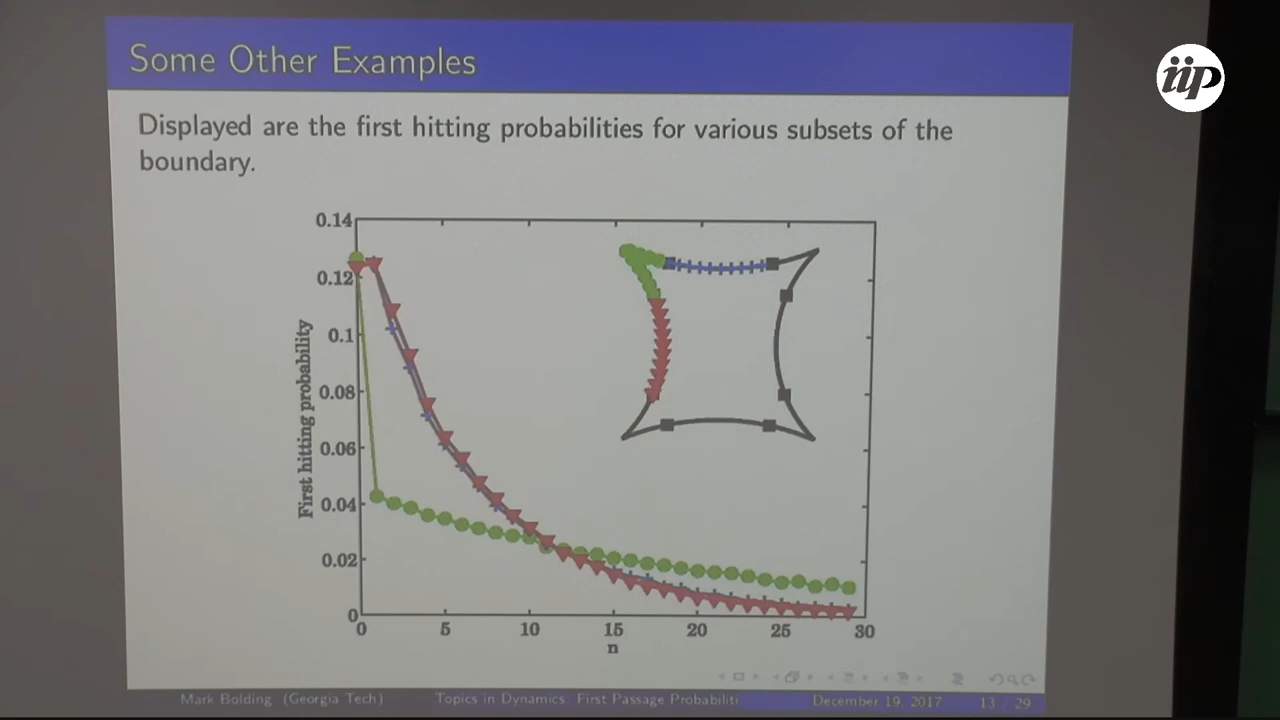 Some Other Examples
iip
Displayed are the first hitting probabilities for various subsets of the
boundary.
0.14
0.12
0.1
0.08
0.06
0.04
0.02
0
First hitting probability
0 5 10 15 20 25 30
n
Mark Bolding (Georgia Tech) Topics in Dynamics: First Passage Probabiliti December 19, 2017 13 / 29